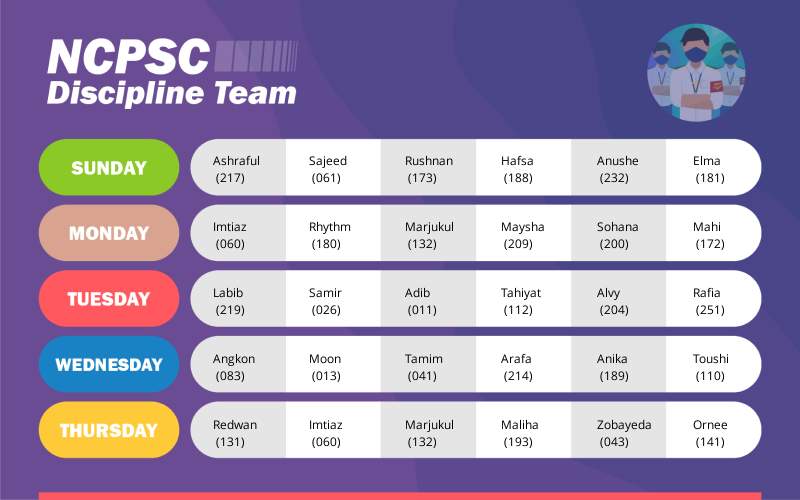 NCPSC
Discipline Team
SUNDAY
Ashraful Sajeed Rushnan Hafsa Anushe Elma
(217) (061) (173) (188) (232) (181)
MONDAY
Imtiaz Rhythm Marjukul Maysha Sohana Mahi
(060) (180) (132) (209) (200) (172)
TUESDAY
Labib Samir Adib Tahiyat Alvy Rafia
(219) (026) (011) (112) (204) (251)
WEDNESDAY
Angkon Moon Tamim Arafa Anika Toushi
(083) (013) (041) (214) (189) (110)
THURSDAY
Redwan Imtiaz Marjukul Maliha Zobayeda Ornee
(131) (060) (132) (193) (043) (141)